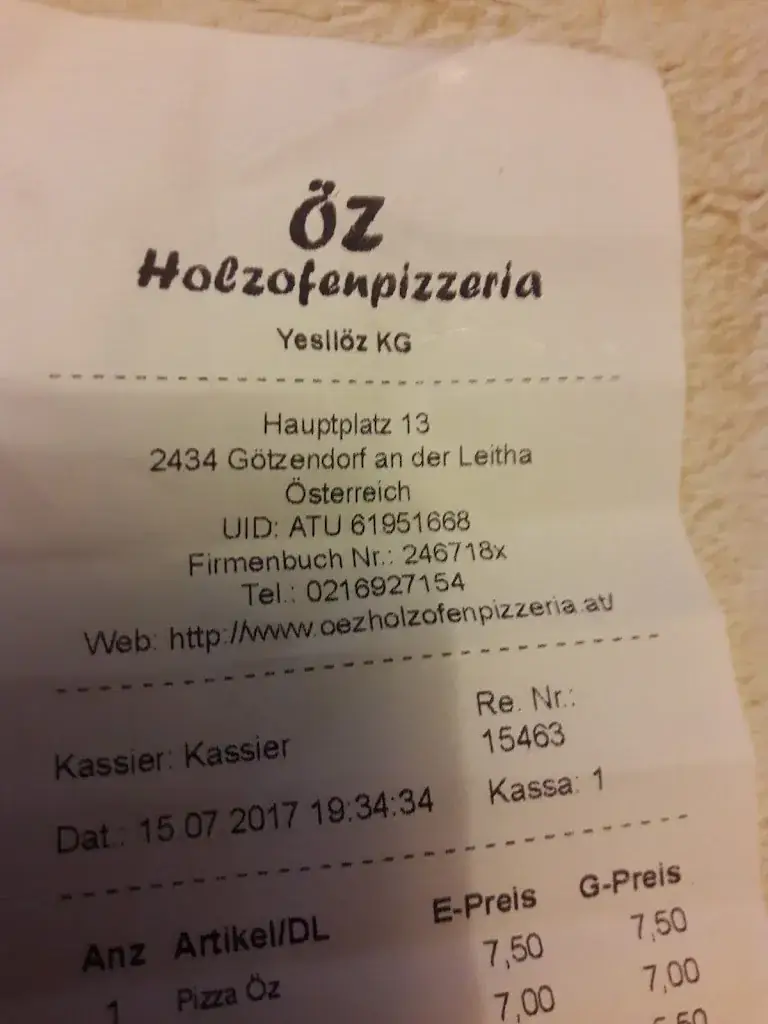 ÖZ
Holzofenpizzeria
Yesllöz KG
Hauptplatz 13
2434 Götzendorf an der Leitha
Österreich
UID: ATU 61951668
Firmenbuch Nr.: 246718x
Tel.: 0216927154
Web: http://www.oezholzofenpizzeria.at/
Kassier: Kassier
Re. Nr.:
15463
Dat.: 15 07 2017 19:34:34
Kassa: 1
Anz Artikel/DL E-Preis G-Preis
1 Pizza Öz 7,50 7,50
7,00 7,00